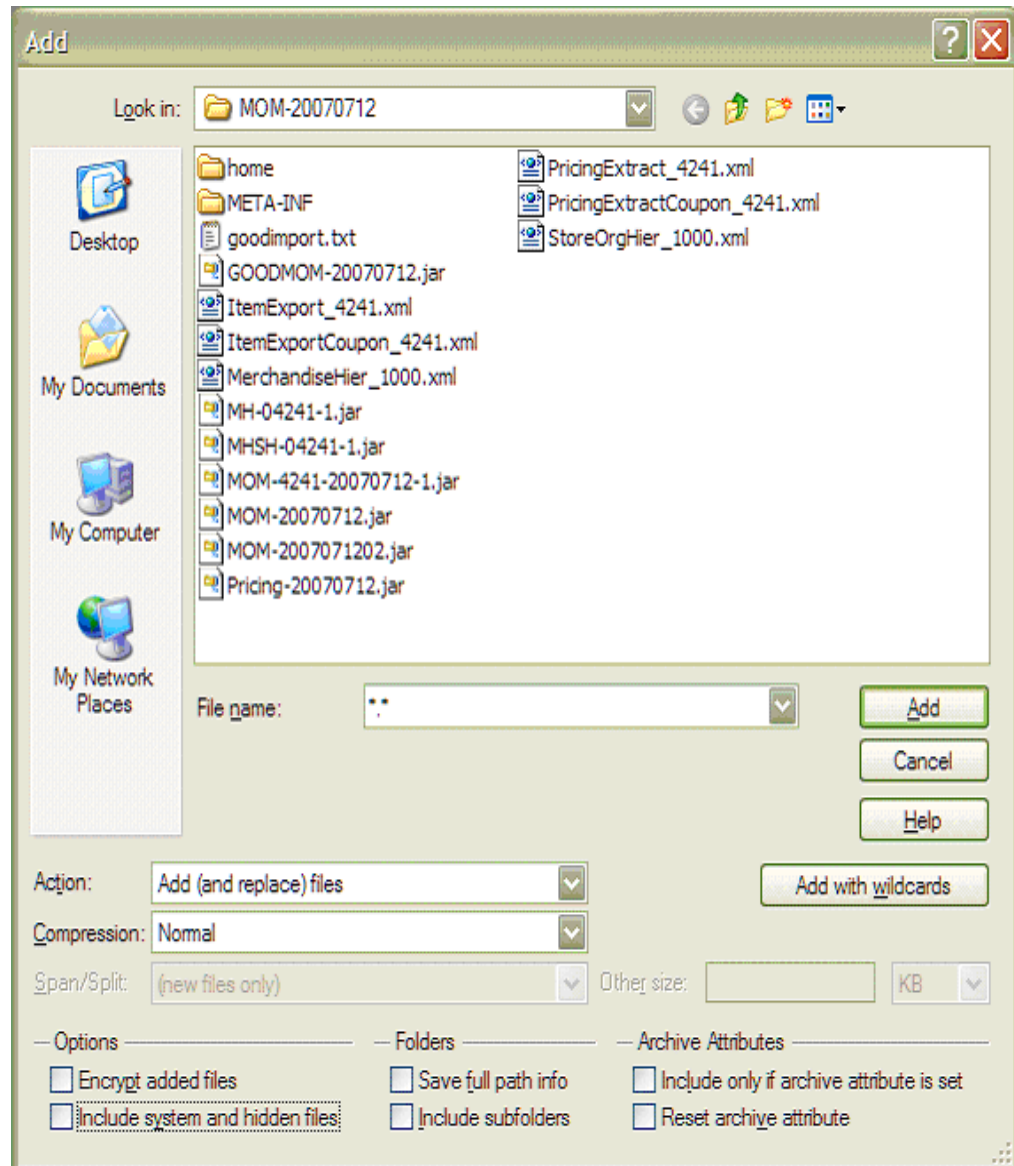 Add
Look in: MOM-20070712
Desktop
My Documents
My Computer
My Network
Places
home
META-INF
goodimport.txt
GOODMOM-20070712.jar
ItemExport_4241.xml
ItemExportCoupon_4241.xml
MerchandiseHier_1000.xml
MH-04241-1.jar
MHSH-04241-1.jar
MOM-4241-20070712-1.jar
MOM-20070712.jar
MOM-2007071202.jar
Pricing-20070712.jar
PricingExtract_4241.xml
PricingExtractCoupon_4241.xml
StoreOrgHier_1000.xml
File name: *.*
Add
Cancel
Help
Action: Add (and replace) files
Add with wildcards
Compression: Normal
Span/Split: (new files only) Other size: KB
Options
Encrypt added files
Include system and hidden files
Folders
Save full path info
Include subfolders
Archive Attributes
Include only if archive attribute is set
Reset archive attribute